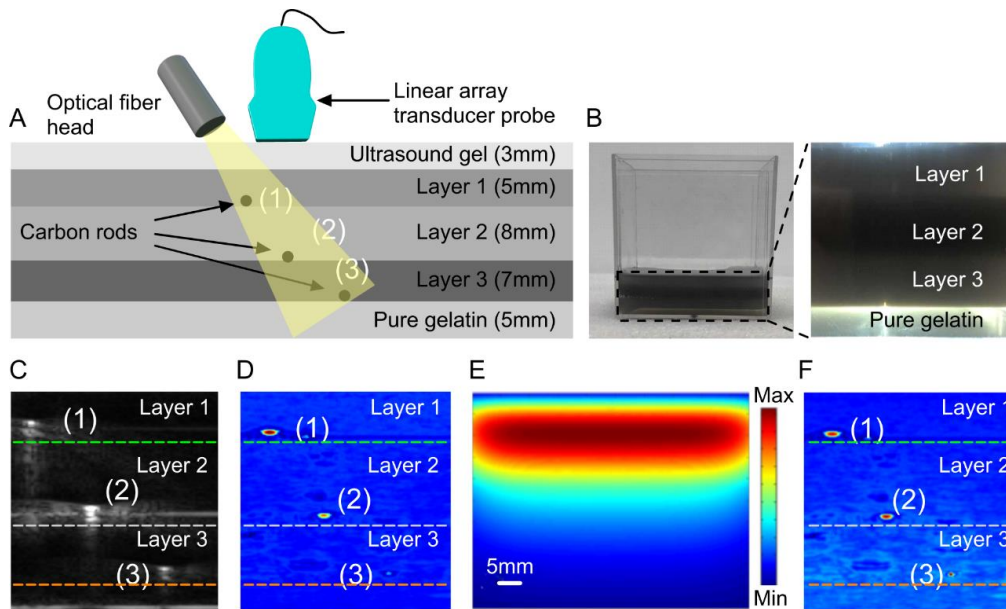 Optical fiber
head
Linear array
transducer probe
A
Ultrasound gel (3mm)
Layer 1 (5mm)
(1)
Carbon rods
(2)
Layer 2 (8mm)
(3)
Layer 3 (7mm)
Pure gelatin (5mm)
B
Layer 1
Layer 2
Layer 3
Pure gelatin
C
Layer 1
(1)
Layer 2
(2)
Layer 3
(3)
D
Layer 1
(1)
Layer 2
(2)
Layer 3
(3)
E
5mm
Max
Min
F
Layer 1
(1)
Layer 2
(2)
Layer 3
(3)